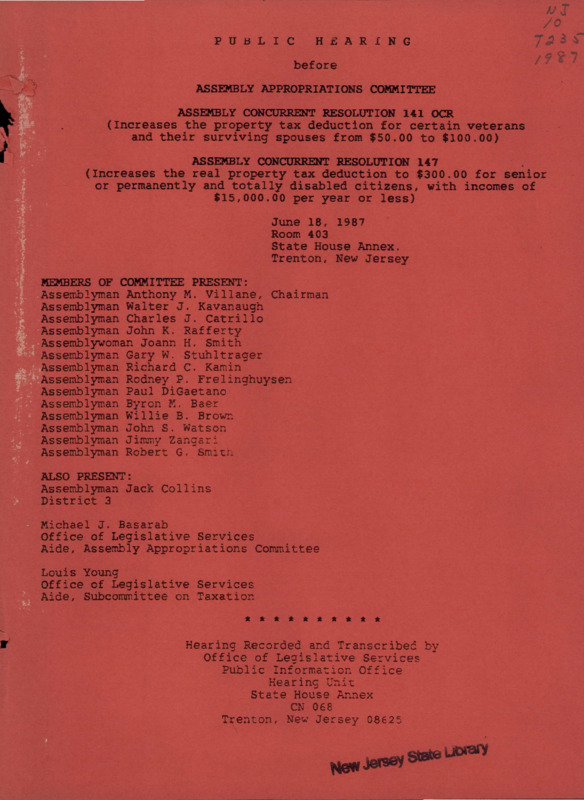 NJ
10
T235
1987
PUBLIC HEARING
before
ASSEMBLY APPROPRIATIONS COMMITTEE
ASSEMBLY CONCURRENT RESOLUTION 141 OCR
(Increases the property tax deduction for certain veterans
and their surviving spouses from $50.00 to $100.00)
ASSEMBLY CONCURRENT RESOLUTION 147
(Increases the real property tax deduction to $300.00 for senior
or permanently and totally disabled citizens, with incomes of
$15,000.00 per year or less)
June 18, 1987
Room 403
State House Annex.
Trenton, New Jersey
MEMBERS OF COMMITTEE PRESENT:
Assemblyman Anthony M. Villane, Chairman
Assemblyman Walter J. Kavanaugh
Assemblyman Charles J. Catrillo
Assemblyman John K. Rafferty
Assemblywoman Joann H. Smith
Assemblyman Gary W. Stuhltrager
Assemblyman Richard C. Kamin
Assemblyman Rodney P. Frelinghuysen
Assemblyman Paul DiGaetano
Assemblyman Byron M. Baer
Assemblyman Willie B. Brown
Assemblyman John S. Watson
Assemblyman Jimmy Zangari
Assemblyman Robert G. Smith
ALSO PRESENT:
Assemblyman Jack Collins
District 3
Michael J. Basarab
Office of Legislative Services
Aide, Assembly Appropriations Committee
Louis Young
Office of Legislative Services
Aide, Subcommittee on Taxation
* * * * * * * * * *
Hearing Recorded and Transcribed by
Office of Legislative Services
Public Information Office
Hearing Unit
State House Annex
CN 068
Trenton, New Jersey 08625
New Jersey State Library